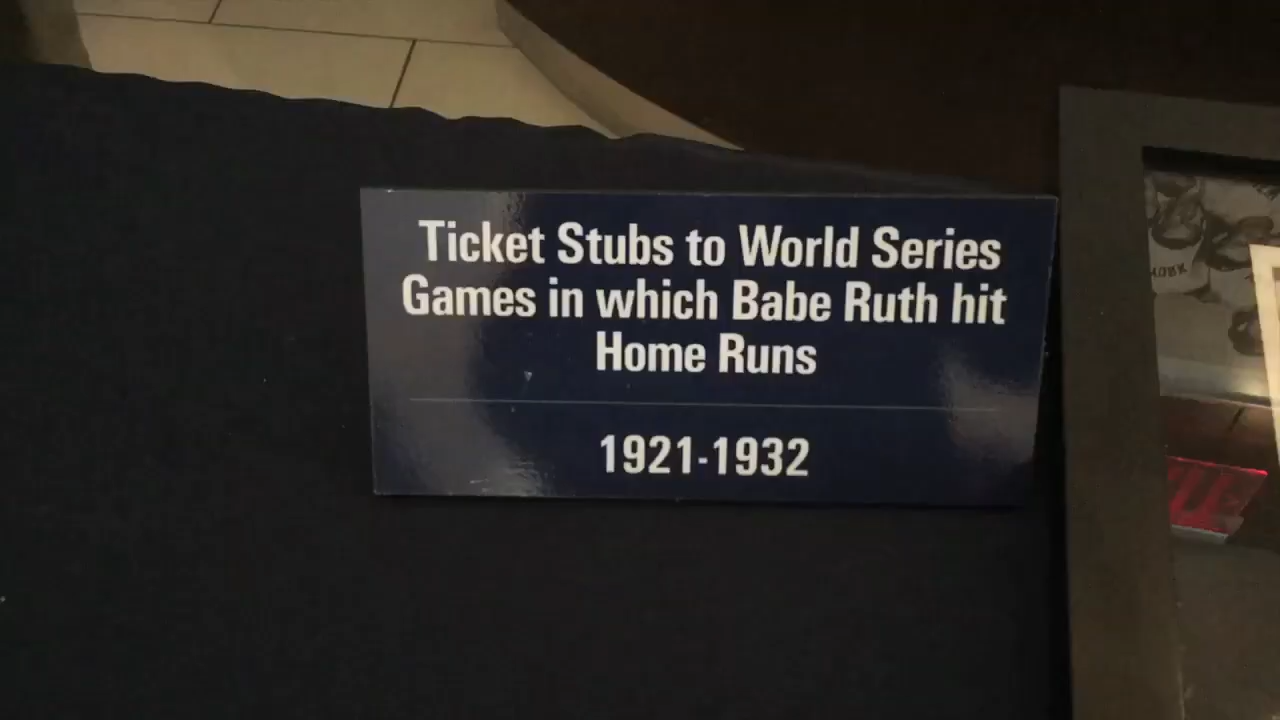 Ticket Stubs to World Series
Games in which Babe Ruth hit
Home Runs
1921-1932